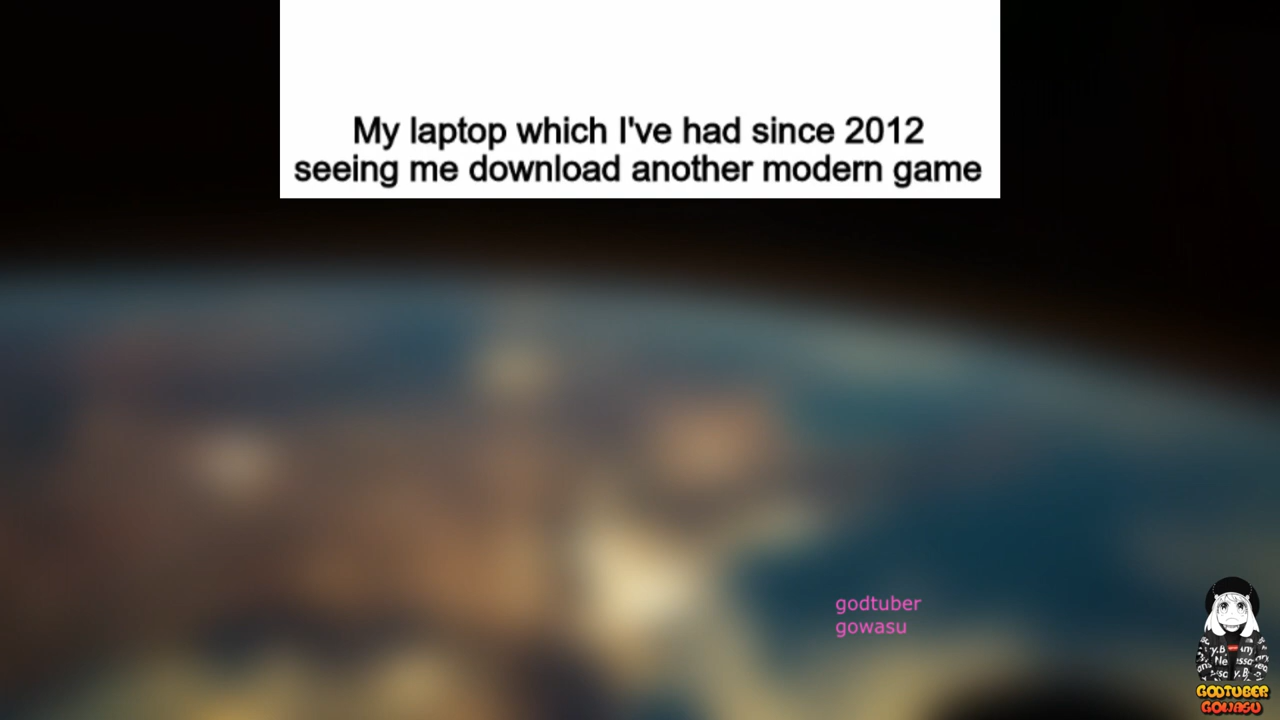 My laptop which I've had since 2012
seeing me download another modern game
godtuber
gowasu
GODTUBER
GOWASU